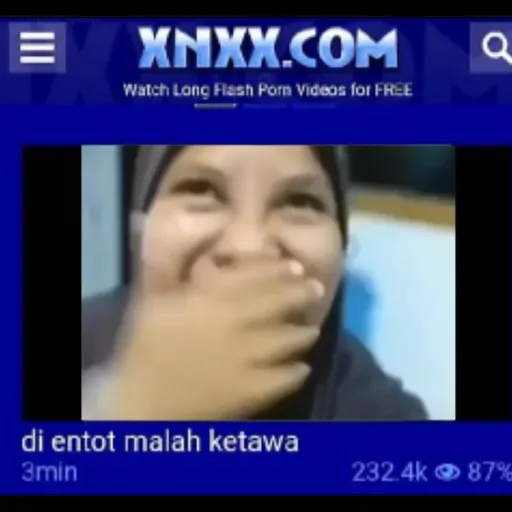 XNXX.COM
Watch Long Flash Porn Videos for FREE
di entot malah ketawa
3min 232.4k 87%